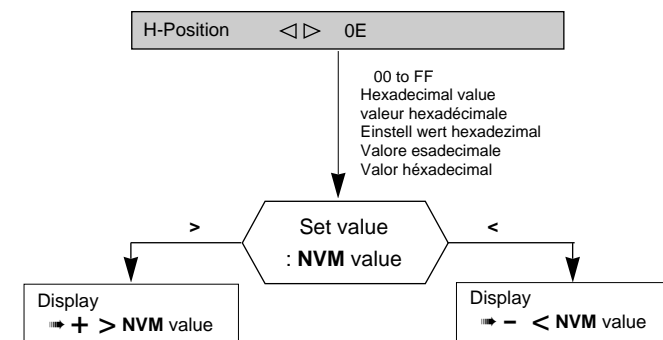 H-Position ◁ ▷ 0E
00 to FF
Hexadecimal value
valeur hexadécimale
Einstell wert hexadezimal
Valore esadecimale
Valor héxadecimal
>
Set value
: NVM value
<
Display
➠ + > NVM value
Display
➠ − < NVM value